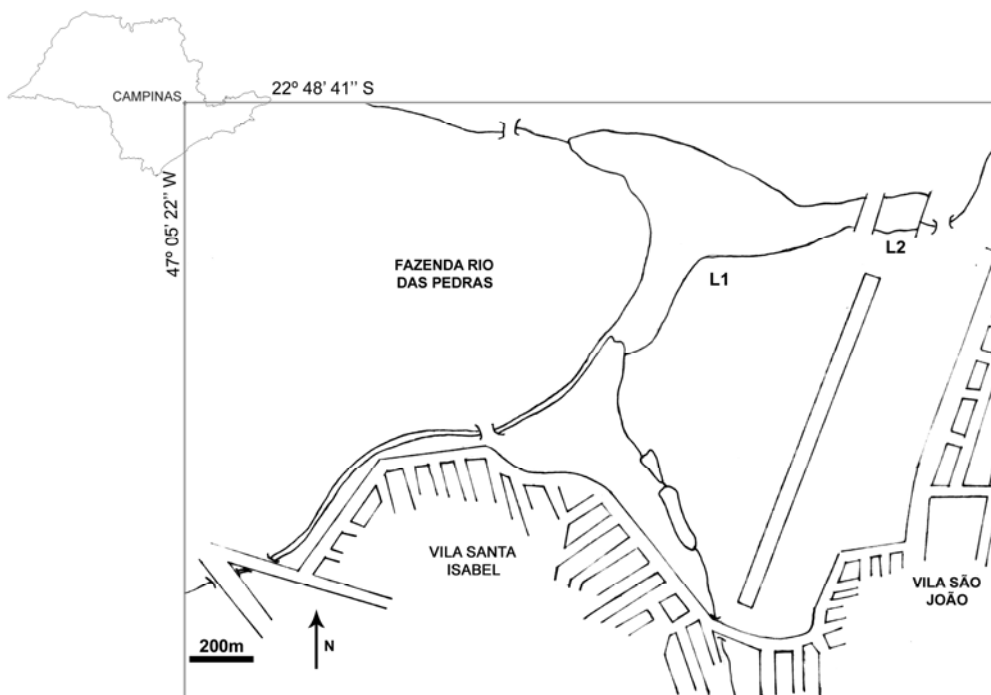 CAMPINAS
22º 48’ 41’’ S
47º 05’ 22’’ W
FAZENDA RIO
DAS PEDRAS
L1
L2
VILA SANTA
ISABEL
VILA SÃO
JOÃO
200m
N